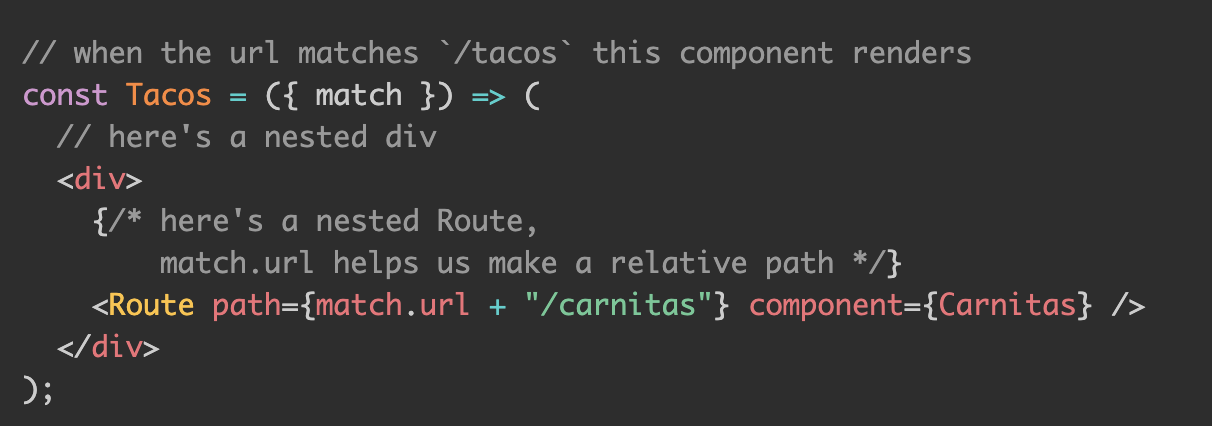 // when the url matches `/tacos` this component renders
const Tacos = ({ match }) => (
  // here's a nested div
  <div>
    {/* here's a nested Route,
        match.url helps us make a relative path */}
    <Route path={match.url + "/carnitas"} component={Carnitas} />
  </div>
);